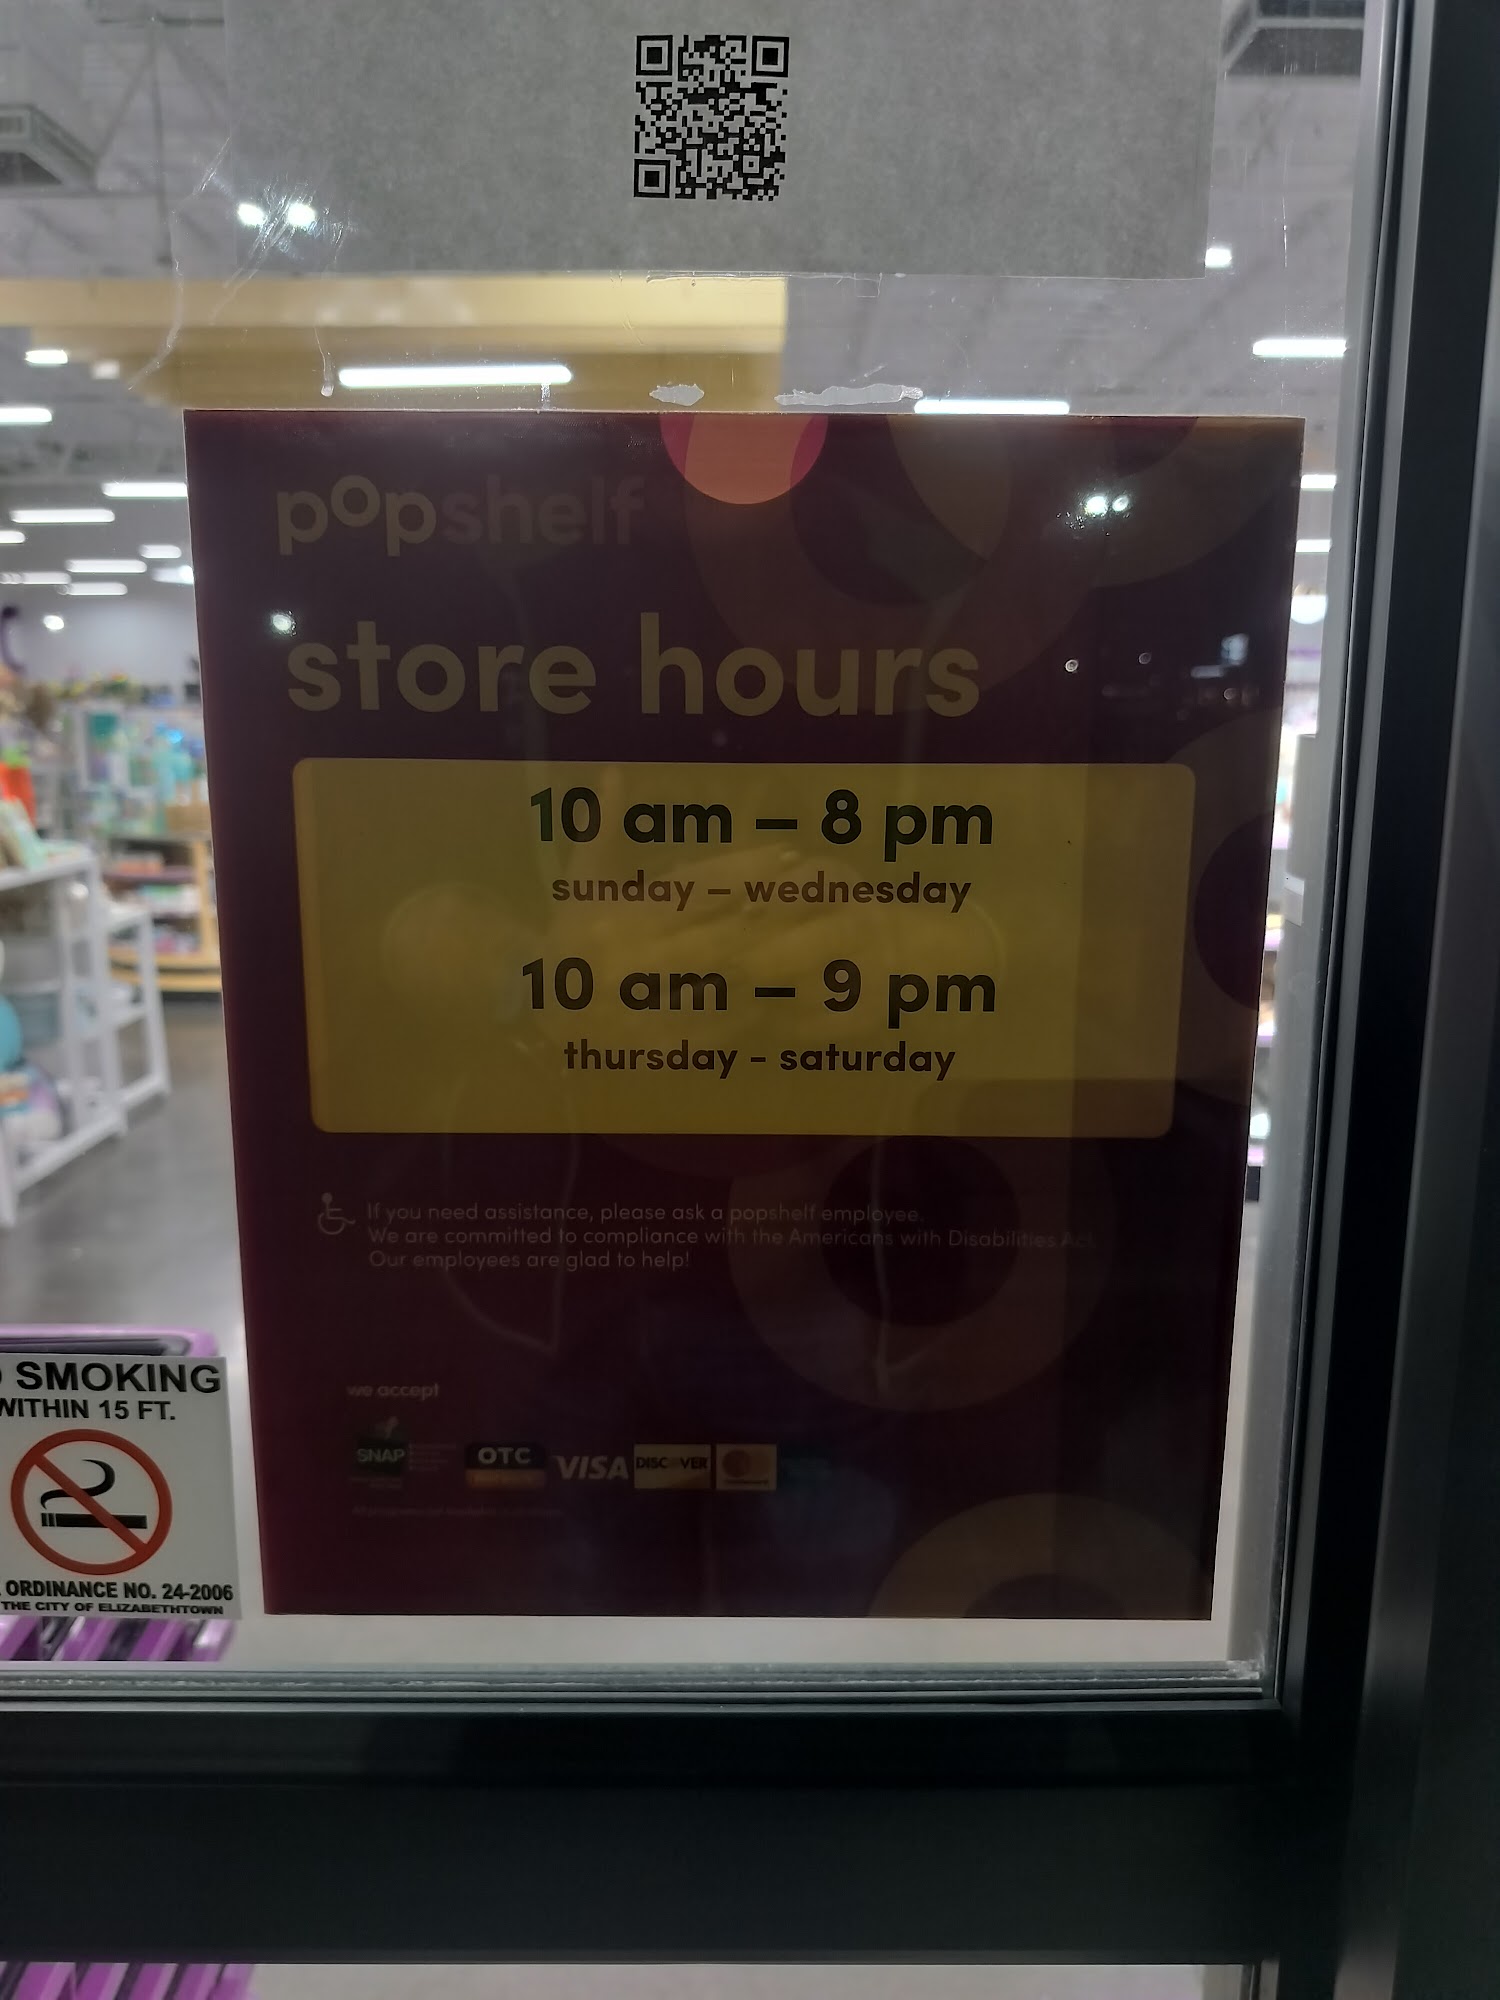 popshelf
store hours
10 am – 8 pm
sunday – wednesday
10 am – 9 pm
thursday - saturday
If you need assistance, please ask a popshelf employee.
We are committed to compliance with the Americans with Disabilities Act.
Our employees are glad to help!
we accept
SNAP OTC VISA DISCOVER
SMOKING
WITHIN 15 FT.
ORDINANCE NO. 24-2006
THE CITY OF ELIZABETHTOWN